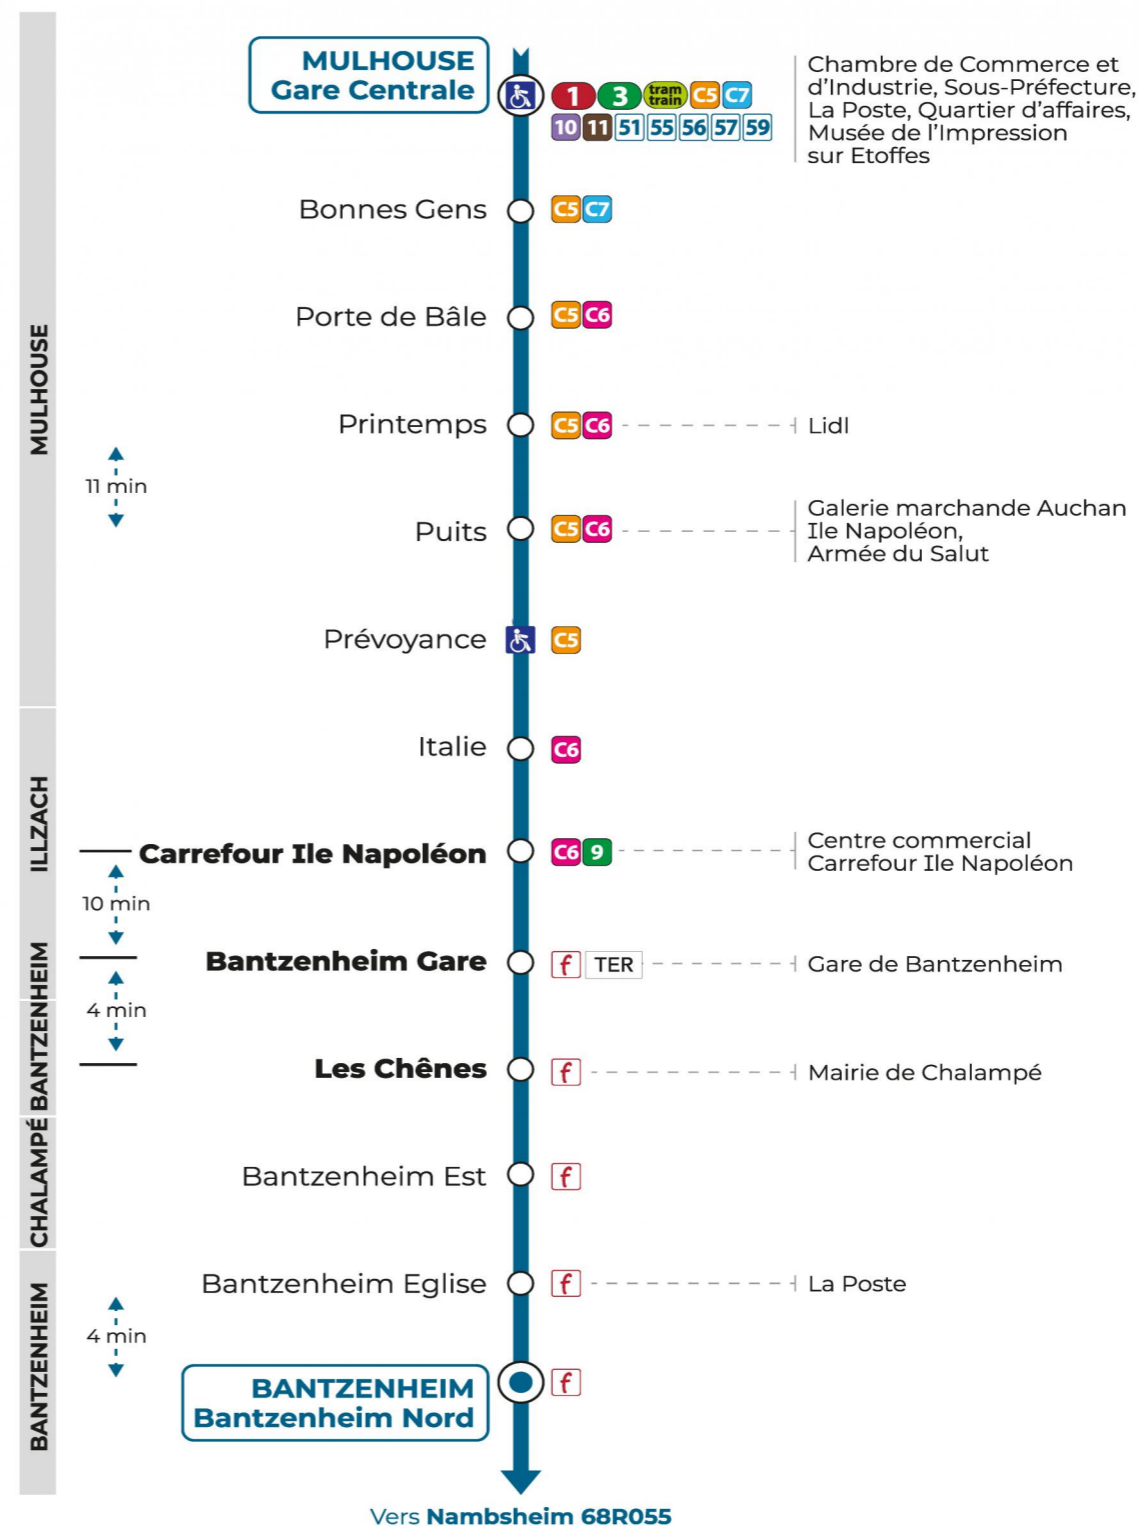 MULHOUSE
Gare Centrale
1 3 tram train C5 C7
10 11 51 55 56 57 59
Chambre de Commerce et
d’Industrie, Sous-Préfecture,
La Poste, Quartier d’affaires,
Musée de l’Impression
sur Etoffes
Bonnes Gens
C5 C7
Porte de Bâle
C5 C6
MULHOUSE
Printemps
C5 C6
Lidl
11 min
Puits
C5 C6
Galerie marchande Auchan
Ile Napoléon,
Armée du Salut
Prévoyance
C5
Italie
C6
ILLZACH
Carrefour Ile Napoléon
C6 9
Centre commercial
Carrefour Ile Napoléon
10 min
Bantzenheim Gare
f TER
Gare de Bantzenheim
BANTZENHEIM
4 min
Les Chênes
f
Mairie de Chalampé
CHALAMPÉ
Bantzenheim Est
f
Bantzenheim Eglise
f
La Poste
BANTZENHEIM
4 min
BANTZENHEIM
Bantzenheim Nord
f
Vers Nambsheim 68R055